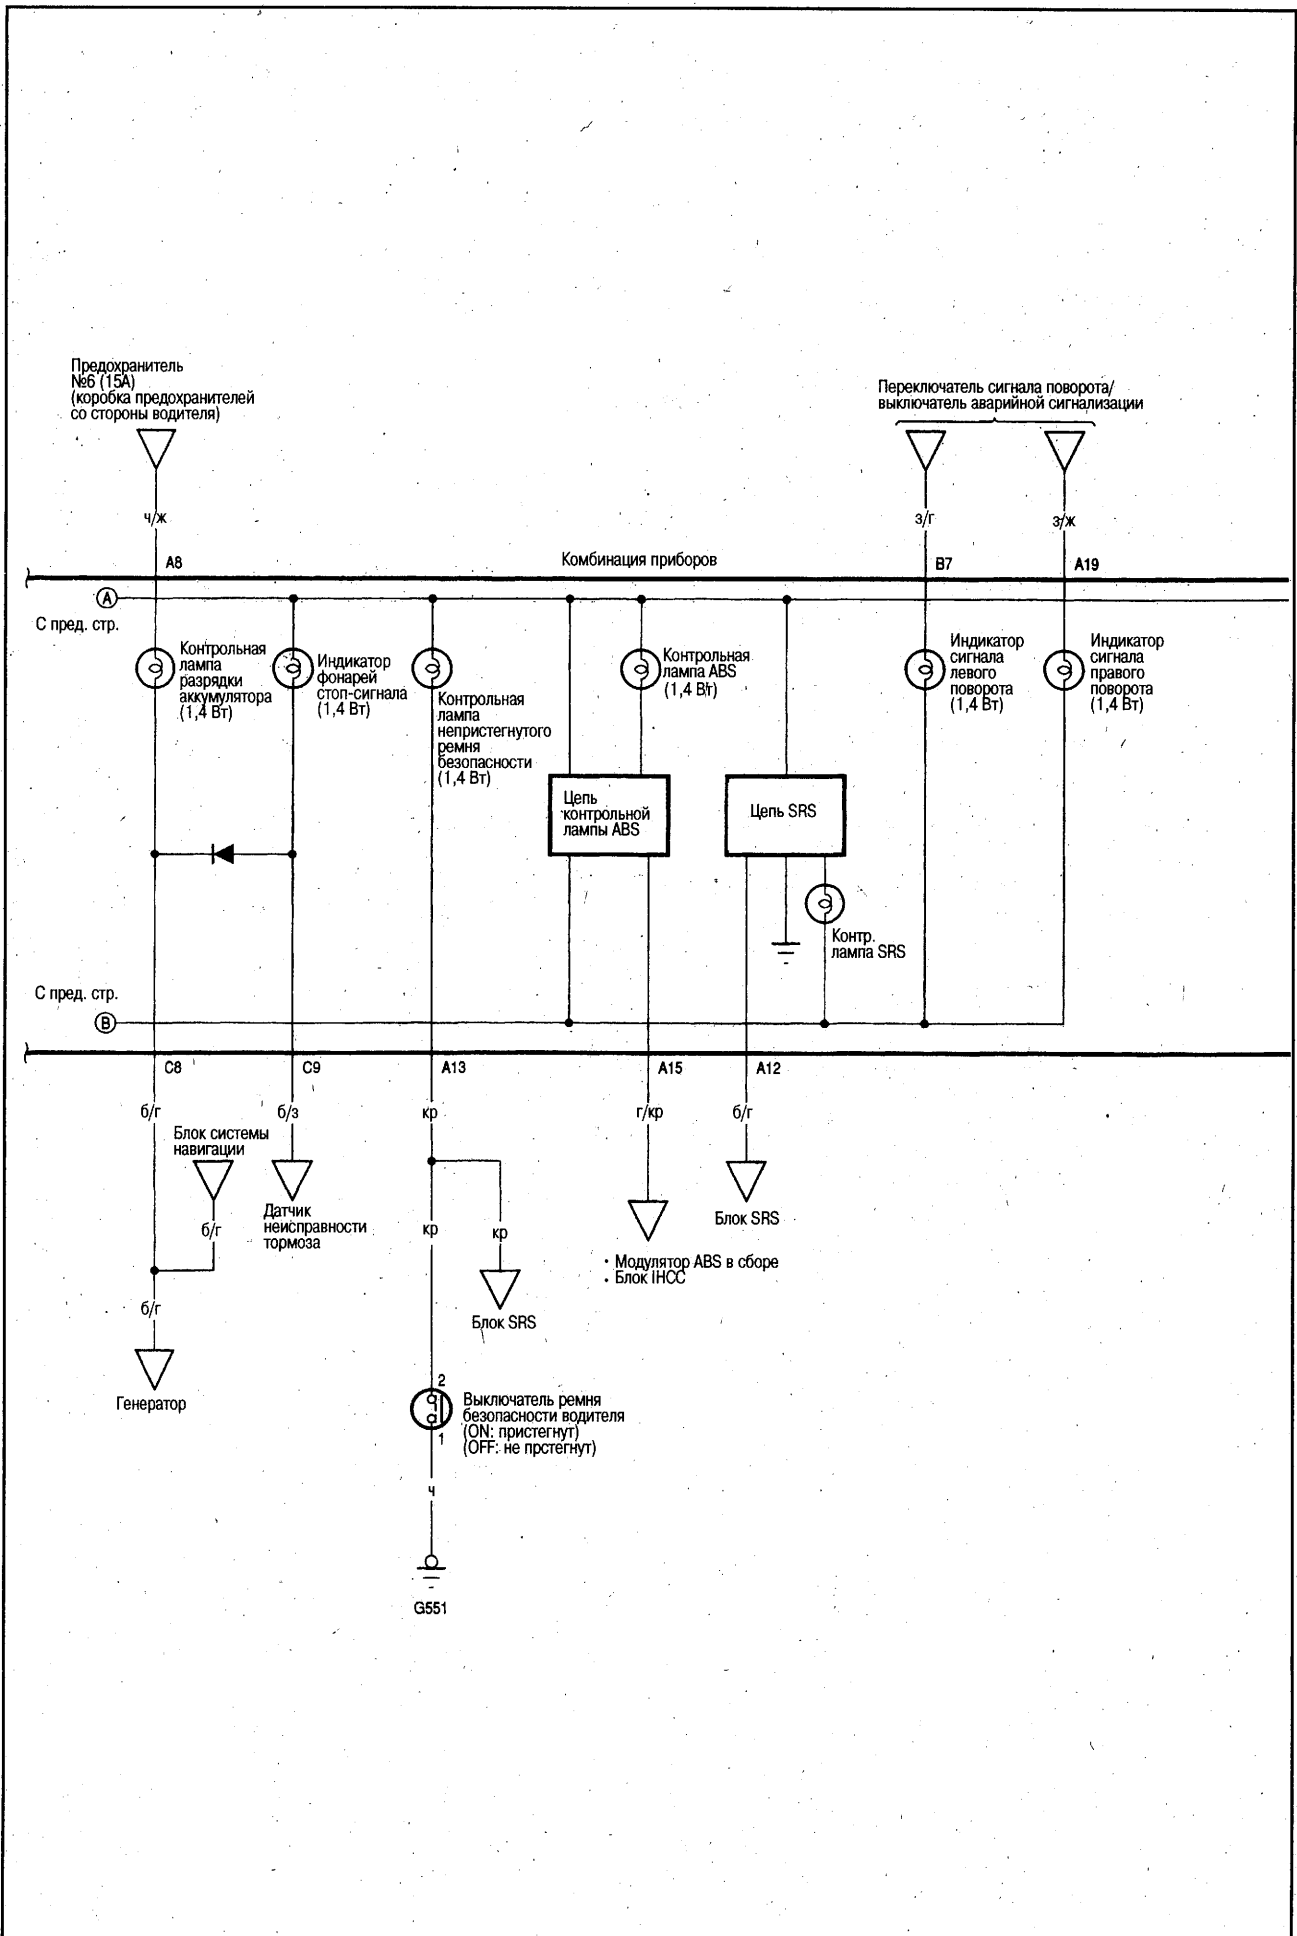 Предохранитель
№6 (15А)
(коробка предохранителей
со стороны водителя)
Переключатель сигнала поворота/
выключатель аварийной сигнализации
ч/ж
з/г
з/ж
A8
Комбинация приборов
B7
A19
A
С пред. стр.
Контрольная
лампа
разрядки
аккумулятора
(1,4 Вт)
Индикатор
фонарей
стоп-сигнала
(1,4 Вт)
Контрольная
лампа
непристегнутого
ремня
безопасности
(1,4 Вт)
Контрольная
лампа ABS
(1,4 Вт)
Индикатор
сигнала
левого
поворота
(1,4 Вт)
Индикатор
сигнала
правого
поворота
(1,4 Вт)
Цепь
контрольной
лампы ABS
Цепь SRS
Контр.
лампа SRS
С пред. стр.
B
C8
C9
A13
A15
A12
б/г
б/з
кр
г/кр
б/г
Блок системы
навигации
б/г
Датчик
неисправности
тормоза
кр
кр
Блок SRS
• Модулятор ABS в сборе
• Блок IHCC
б/г
Блок SRS
Генератор
2
1
Выключатель ремня
безопасности водителя
(ON: пристегнут)
(OFF: не прстегнут)
ч
G551